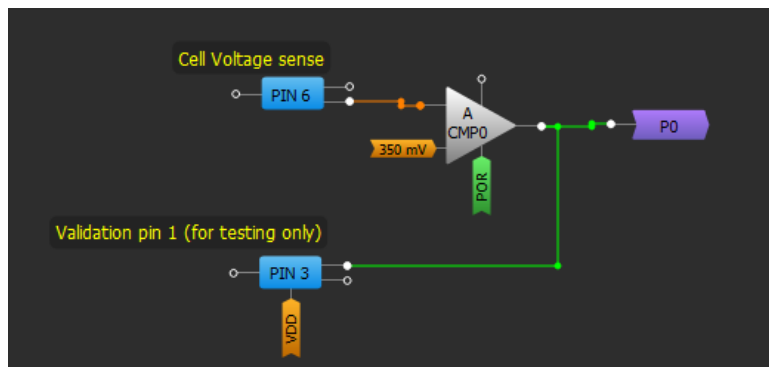 Cell Voltage sense
PIN 6
A
CMP0
P0
350 mV
POR
Validation pin 1 (for testing only)
PIN 3
VDD